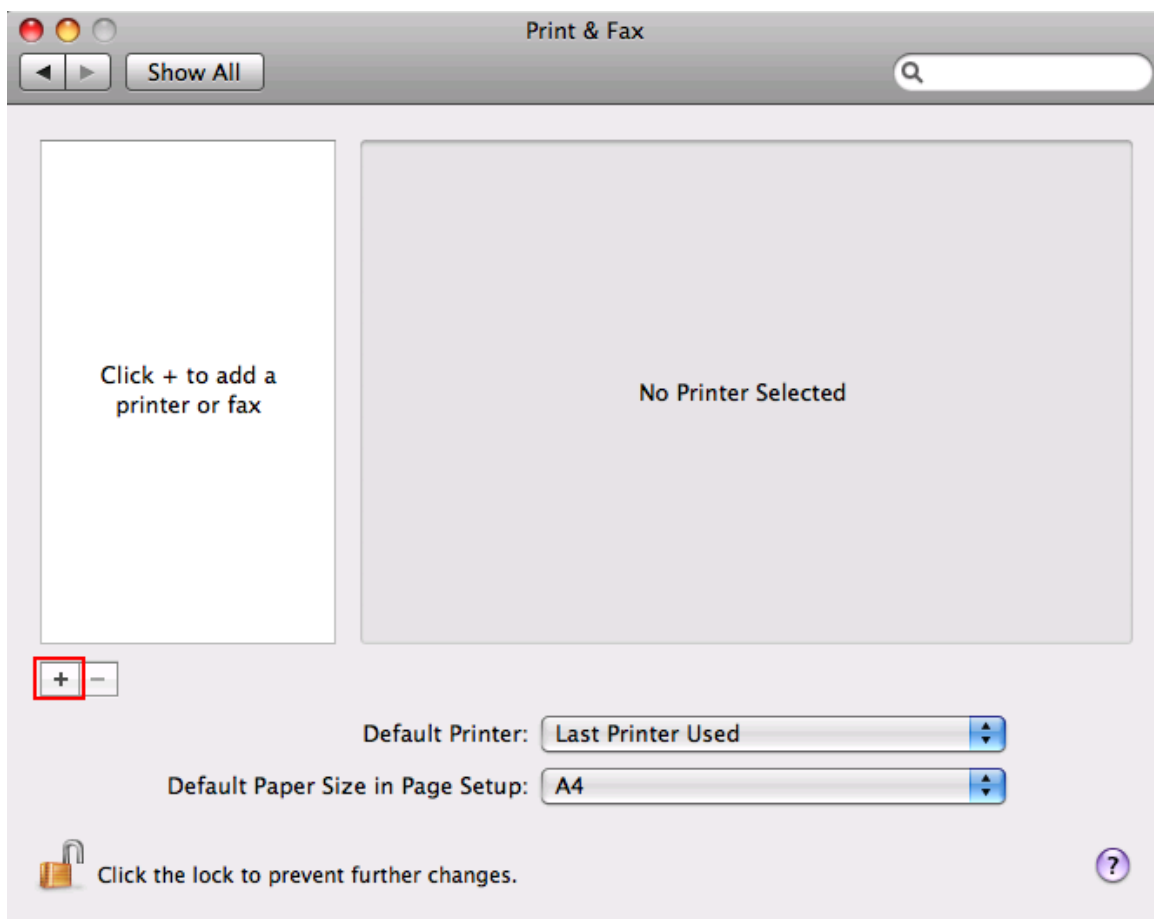 Print & Fax
Show All
Click + to add a
printer or fax
No Printer Selected
+ −
Default Printer: Last Printer Used
Default Paper Size in Page Setup: A4
Click the lock to prevent further changes.
?